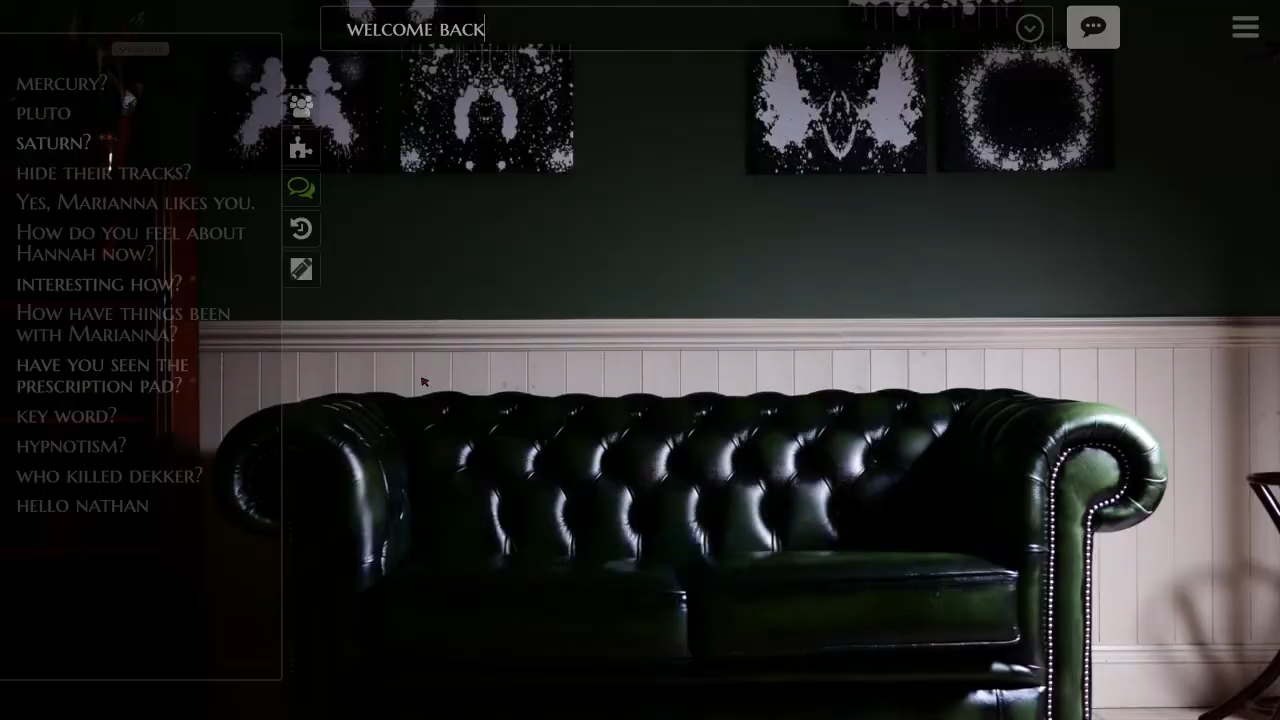 WELCOME BACK
MERCURY?
PLUTO
SATURN? **
HIDE THEIR TRACKS?
YES, MARIANNA LIKES YOU.
HOW DO YOU FEEL ABOUT
HANNAH NOW?
INTERESTING HOW? *
HOW HAVE THINGS BEEN
WITH MARIANNA?
HAVE YOU SEEN THE
PRESCRIPTION PAD? *
KEY WORD?
HYPNOTISM?
WHO KILLED DEKKER?
HELLO NATHAN